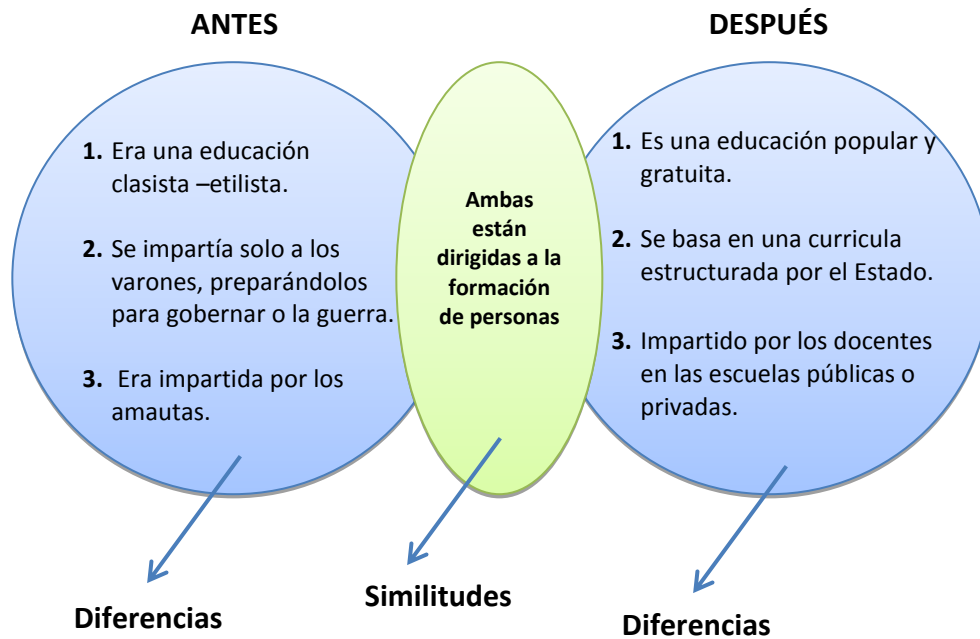 ANTES
1. Era una educación
clasista –etilista.
2. Se impartía solo a los
varones, preparándolos
para gobernar o la guerra.
3. Era impartida por los
amautas.
Diferencias
Ambas
están
dirigidas a la
formación
de personas
Similitudes
DESPUÉS
1. Es una educación popular y
gratuita.
2. Se basa en una curricula
estructurada por el Estado.
3. Impartido por los docentes
en las escuelas públicas o
privadas.
Diferencias